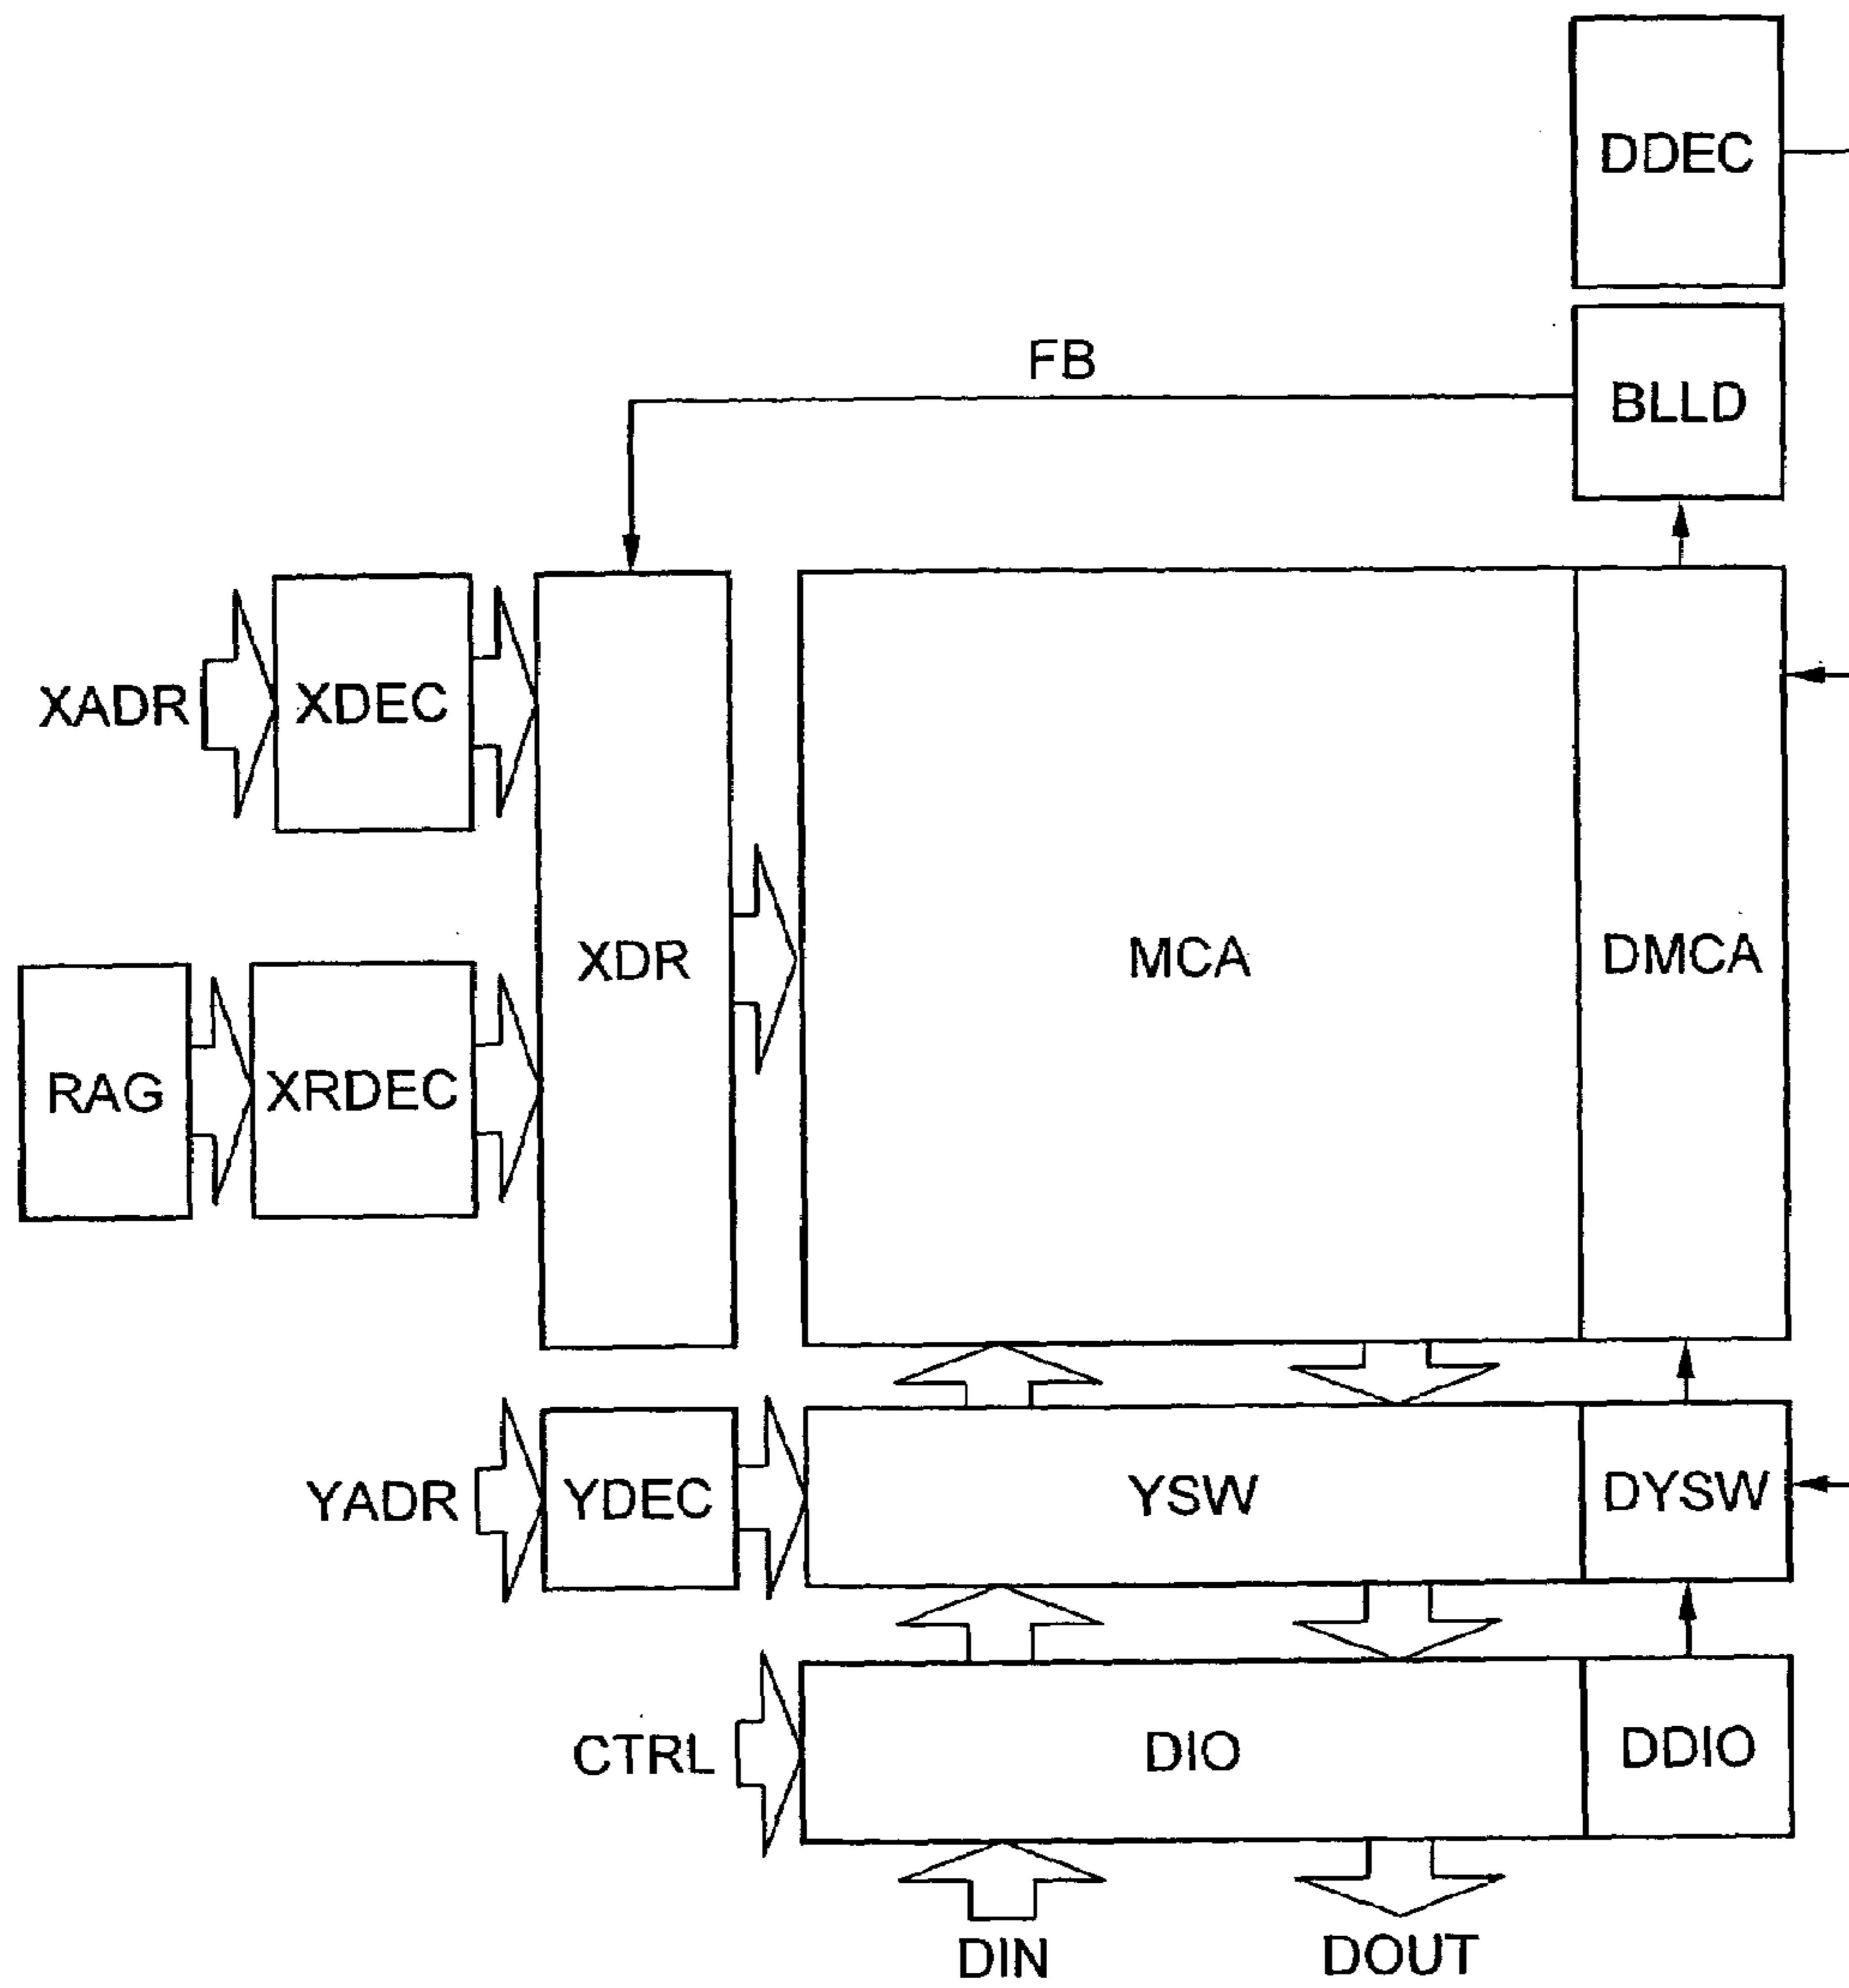 DDEC
FB
BLLD
XADR
XDEC
XDR
MCA
DMCA
RAG
XRDEC
YADR
YDEC
YSW
DYSW
CTRL
DIO
DDIO
DIN
DOUT